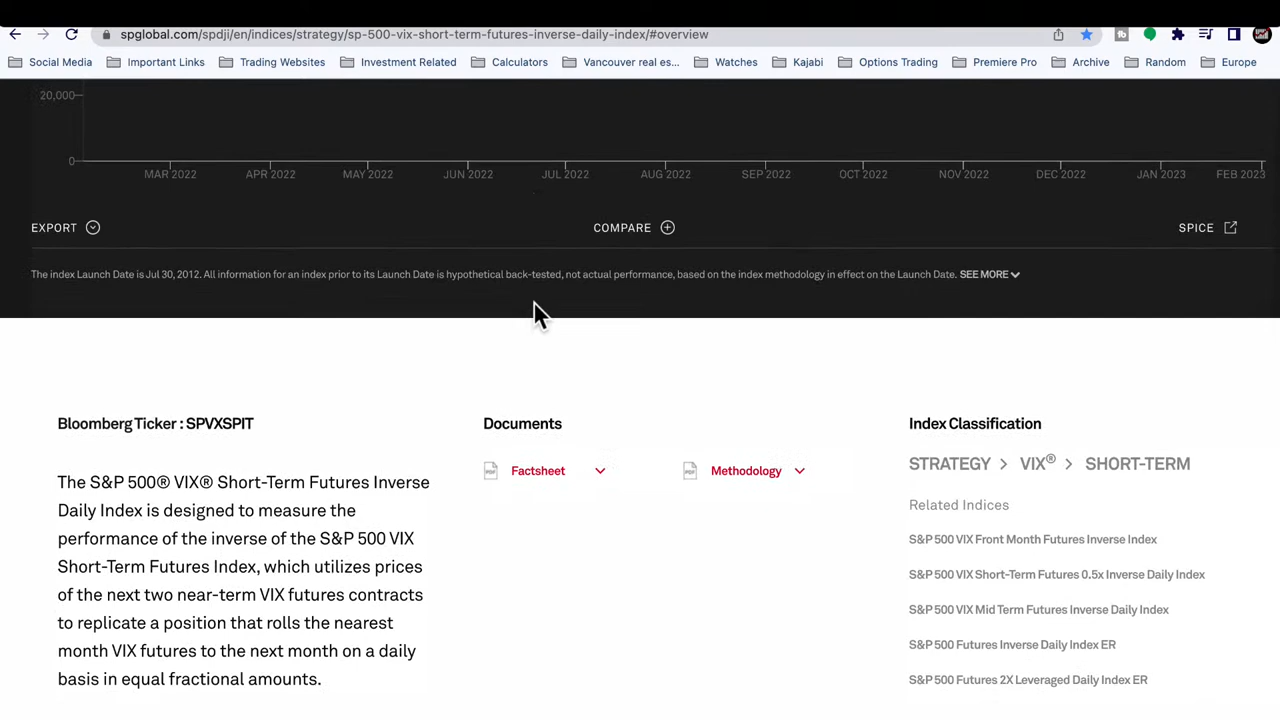 spglobal.com/spdji/en/indices/strategy/sp-500-vix-short-term-futures-inverse-daily-index/#overview
Social Media Important Links Trading Websites Investment Related Calculators Vancouver real es... Watches Kajabi Options Trading Premiere Pro Archive Random Europe
20,000
0
MAR 2022 APR 2022 MAY 2022 JUN 2022 JUL 2022 AUG 2022 SEP 2022 OCT 2022 NOV 2022 DEC 2022 JAN 2023 FEB 2023
EXPORT COMPARE SPICE
The index Launch Date is Jul 30, 2012. All information for an index prior to its Launch Date is hypothetical back-tested, not actual performance, based on the index methodology in effect on the Launch Date. SEE MORE
Bloomberg Ticker : SPVXSPIT
The S&P 500® VIX® Short-Term Futures Inverse
Daily Index is designed to measure the
performance of the inverse of the S&P 500 VIX
Short-Term Futures Index, which utilizes prices
of the next two near-term VIX futures contracts
to replicate a position that rolls the nearest
month VIX futures to the next month on a daily
basis in equal fractional amounts.
Documents
PDF Factsheet PDF Methodology
Index Classification
STRATEGY > VIX® > SHORT-TERM
Related Indices
S&P 500 VIX Front Month Futures Inverse Index
S&P 500 VIX Short-Term Futures 0.5x Inverse Daily Index
S&P 500 VIX Mid Term Futures Inverse Daily Index
S&P 500 Futures Inverse Daily Index ER
S&P 500 Futures 2X Leveraged Daily Index ER